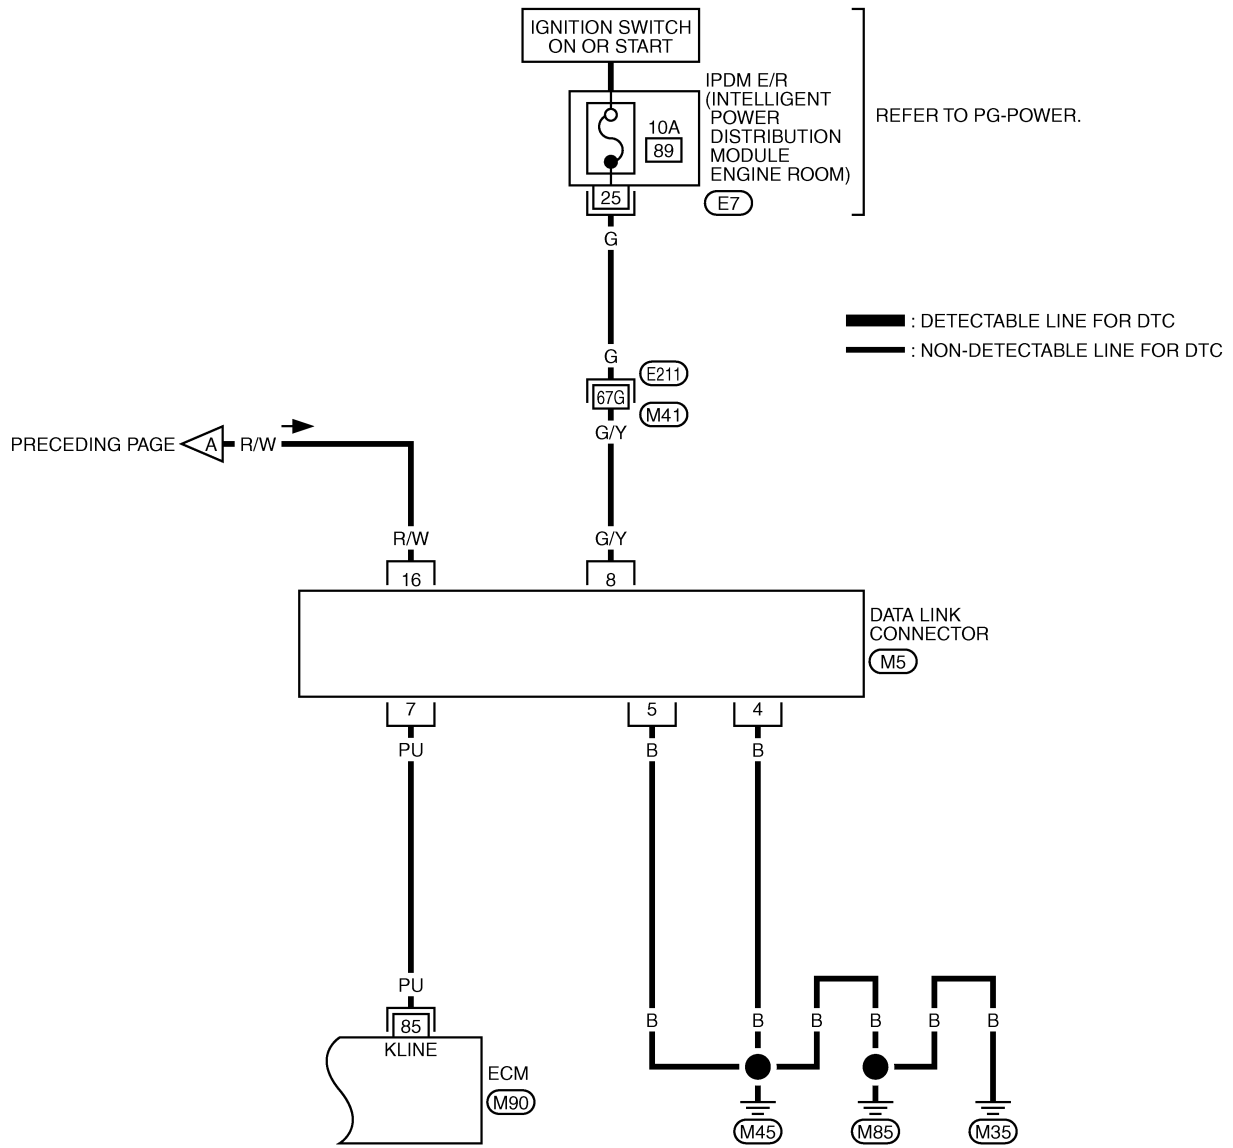 IGNITION SWITCH
ON OR START
IPDM E/R
(INTELLIGENT
POWER
DISTRIBUTION
MODULE
ENGINE ROOM)
10A
89
REFER TO PG-POWER.
25
E7
G
: DETECTABLE LINE FOR DTC
: NON-DETECTABLE LINE FOR DTC
G
E211
67G
M41
G/Y
PRECEDING PAGE
A
R/W
R/W
G/Y
16
8
DATA LINK
CONNECTOR
M5
7
5
4
PU
B
B
PU
B
B
B
B
B
B
85
KLINE
ECM
M90
M45
M85
M35